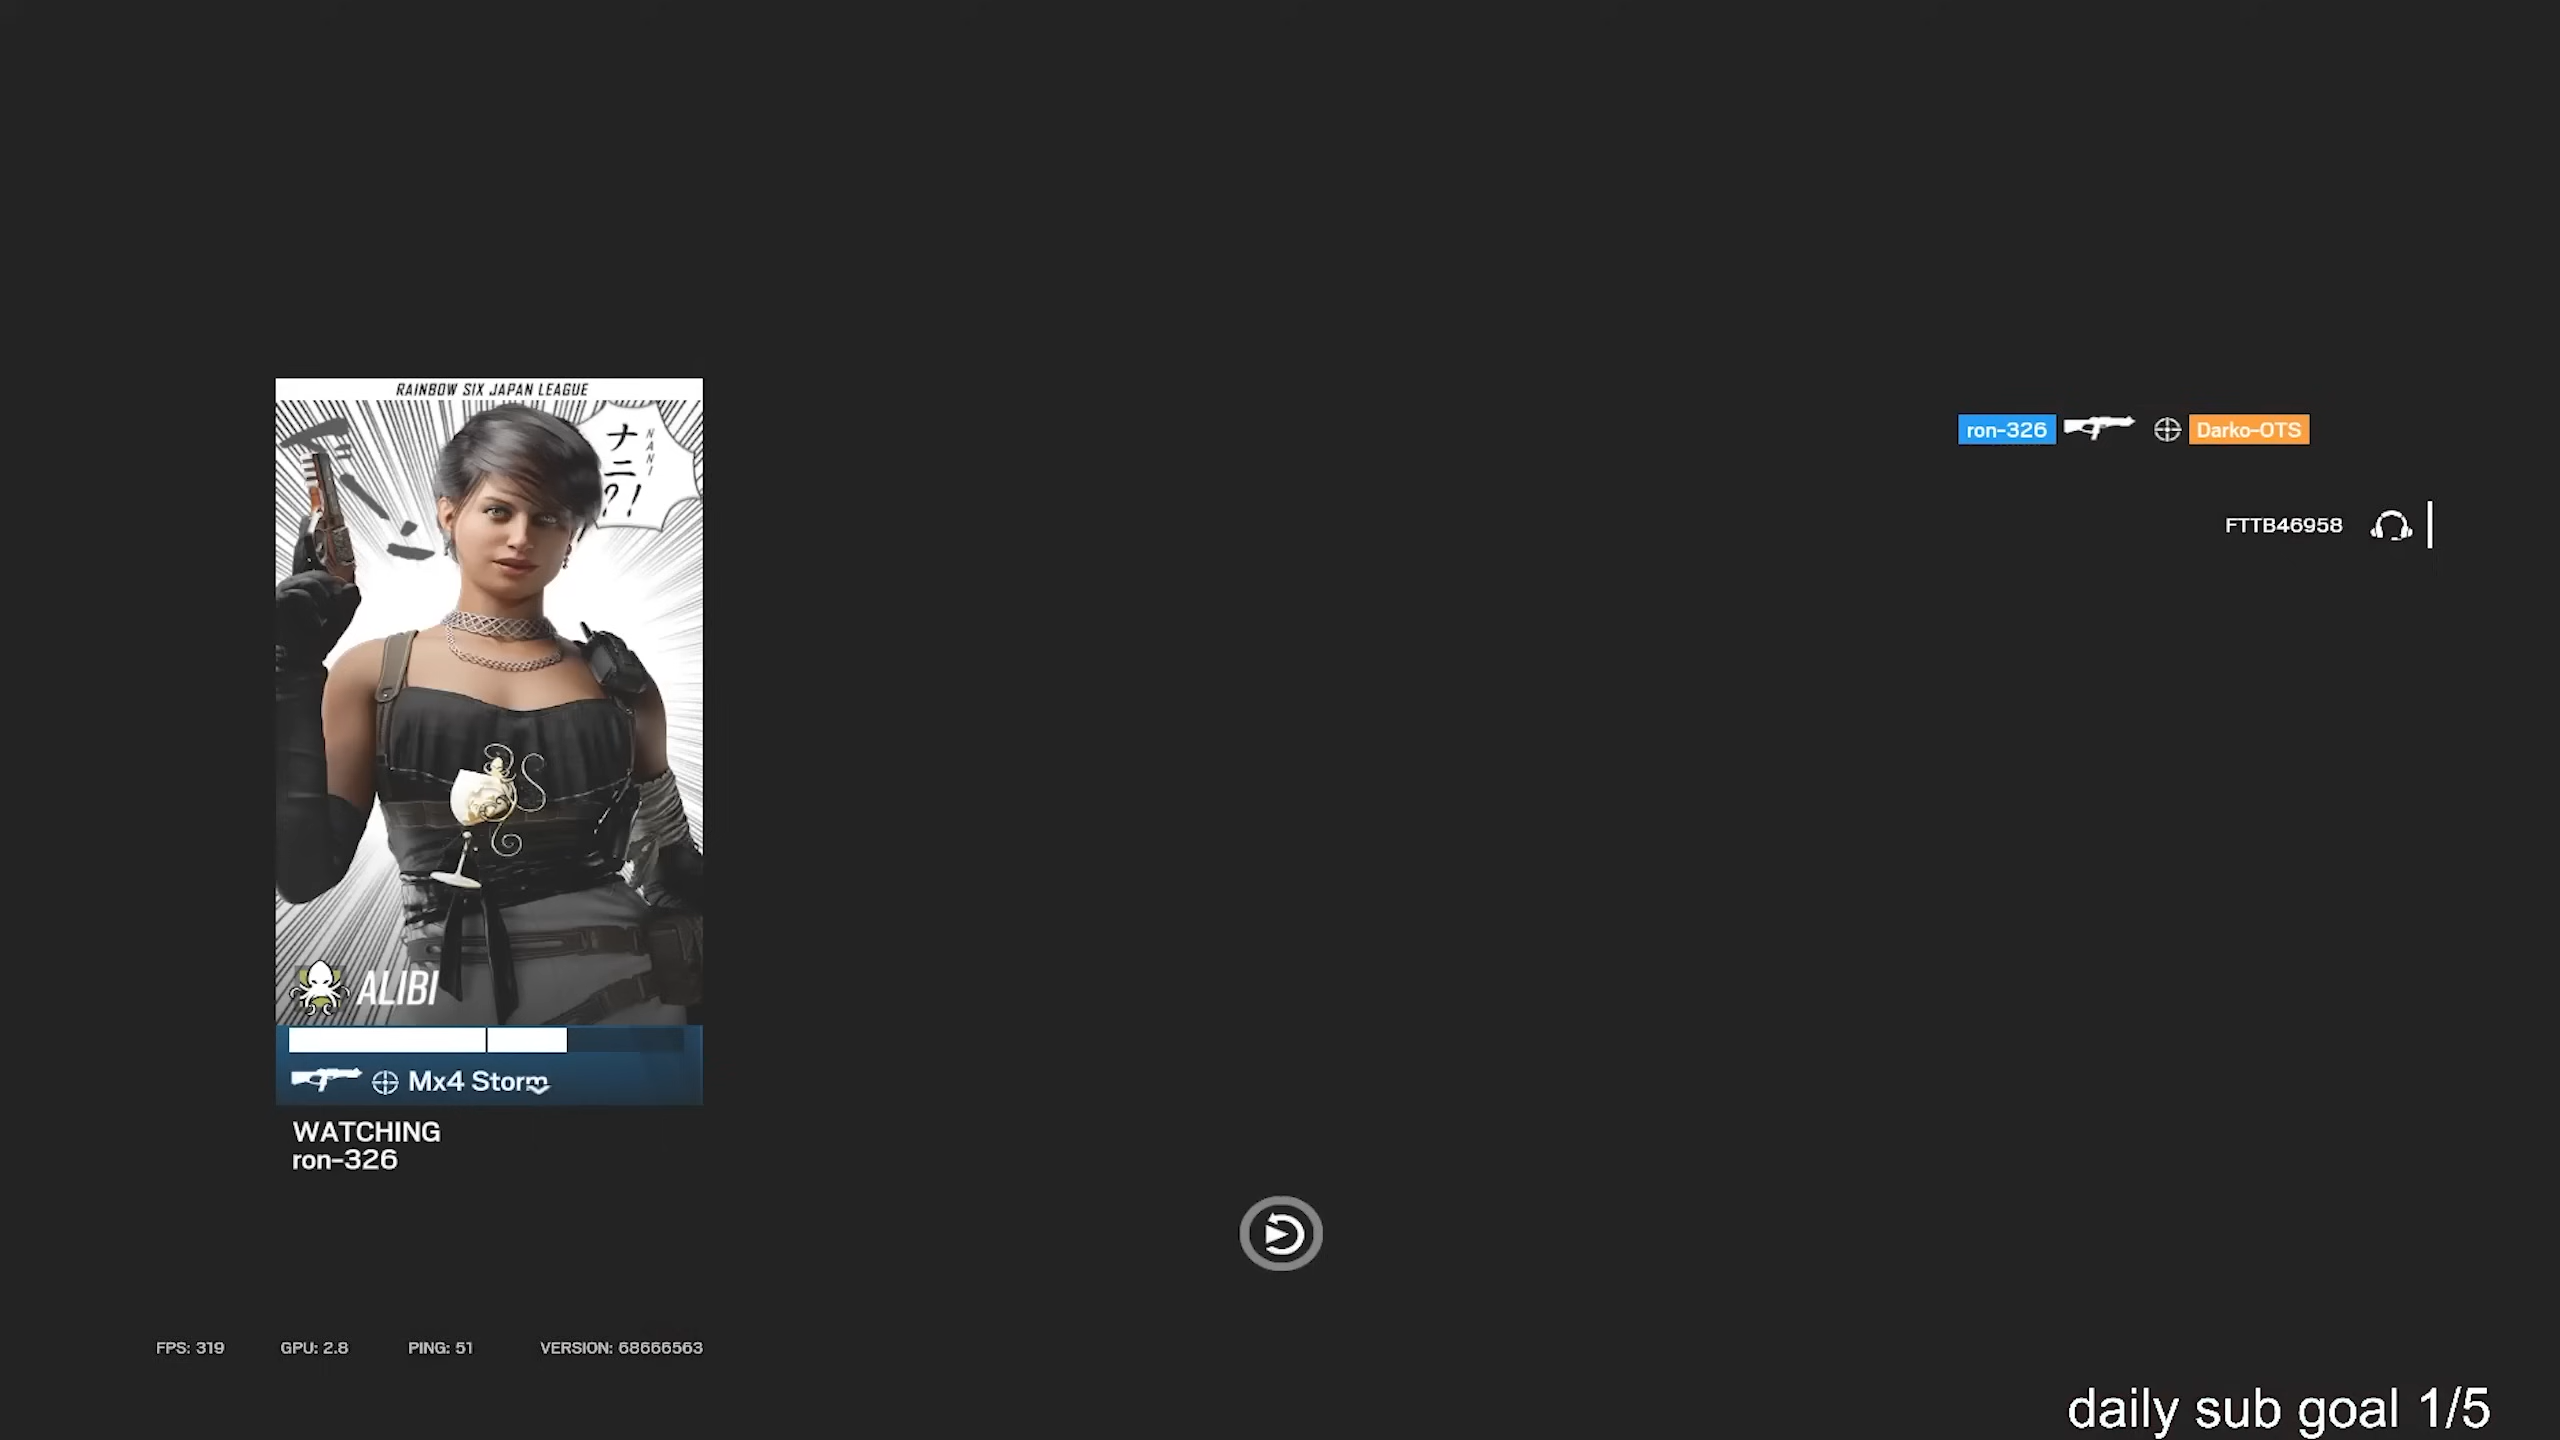 RAINBOW SIX JAPAN LEAGUE
ナニ?!
NANI
ALIBI
Mx4 Storm
WATCHING
ron-326
ron-326 Darko-OTS
FTTB46958
FPS: 319 GPU: 2.8 PING: 51 VERSION: 68666563
daily sub goal 1/5